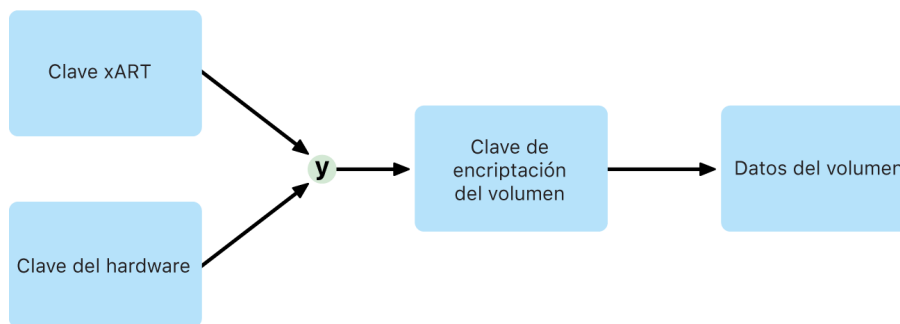 Clave xART
Clave del hardware
y
Clave de
encriptación
del volumen
Datos del volumen